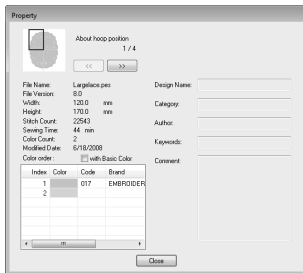 Property
About hoop position
1 / 4
<< >>
File Name: Largelace.pes
File Version: 8.0
Width: 120.0 mm
Height: 170.0 mm
Stitch Count: 22543
Sewing Time: 44 min
Color Count: 2
Modified Date: 6/18/2008
Color order: with Basic Color
Index Color Code Brand
1 017 EMBROIDER
2
Design Name:
Category:
Author:
Keywords:
Comment:
Close